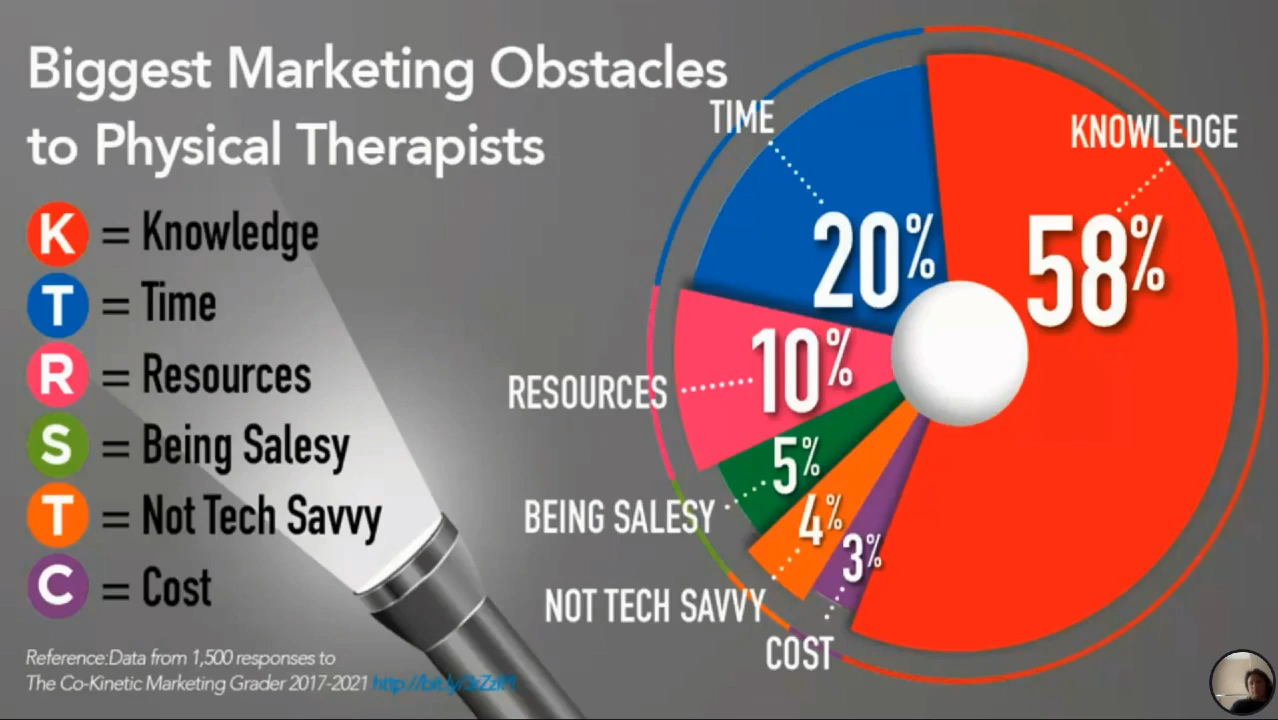 Biggest Marketing Obstacles
to Physical Therapists
K = Knowledge
T = Time
R = Resources
S = Being Salesy
T = Not Tech Savvy
C = Cost
Reference:Data from 1,500 responses to
The Co-Kinetic Marketing Grader 2017-2021
TIME
20%
KNOWLEDGE
58%
RESOURCES
10%
BEING SALESY
5%
NOT TECH SAVVY
4%
COST
3%